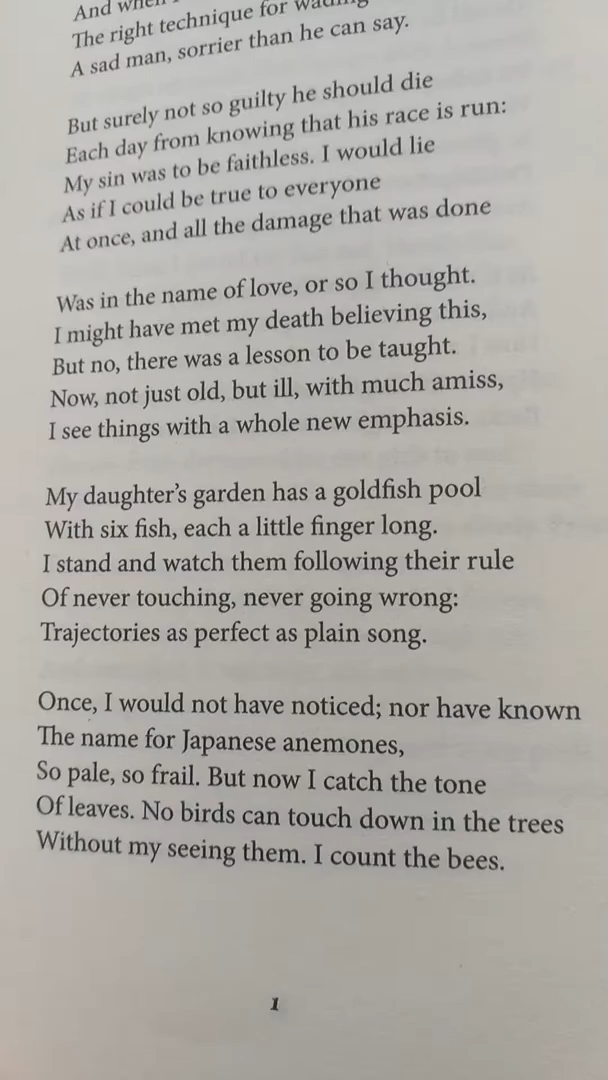 And when
The right technique for wading
A sad man, sorrier than he can say.
But surely not so guilty he should die
Each day from knowing that his race is run:
My sin was to be faithless. I would lie
As if I could be true to everyone
At once, and all the damage that was done
Was in the name of love, or so I thought.
I might have met my death believing this,
But no, there was a lesson to be taught.
Now, not just old, but ill, with much amiss,
I see things with a whole new emphasis.
My daughter's garden has a goldfish pool
With six fish, each a little finger long.
I stand and watch them following their rule
Of never touching, never going wrong:
Trajectories as perfect as plain song.
Once, I would not have noticed; nor have known
The name for Japanese anemones,
So pale, so frail. But now I catch the tone
Of leaves. No birds can touch down in the trees
Without my seeing them. I count the bees.
1